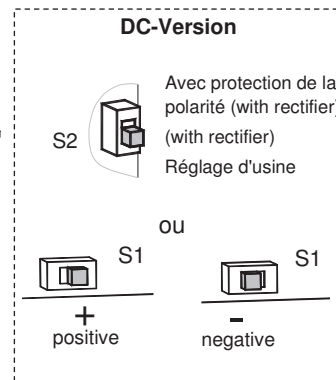 DC-Version
Avec protection de la
polarité (with rectifier)
S2
(with rectifier)
Réglage d'usine
ou
S1
S1
+
-
positive
negative